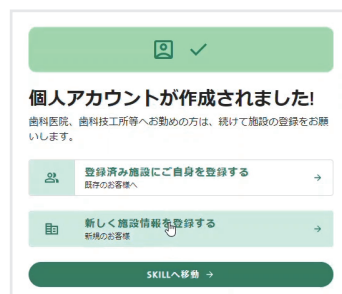 個人アカウントが作成されました!
歯科医院、歯科技工所等へお勤めの方は、続けて施設の登録をお願
いします。
登録済み施設にご自身を登録する
既存のお客様へ
新しく施設情報を登録する
新規のお客様
SKILLへ移動 →